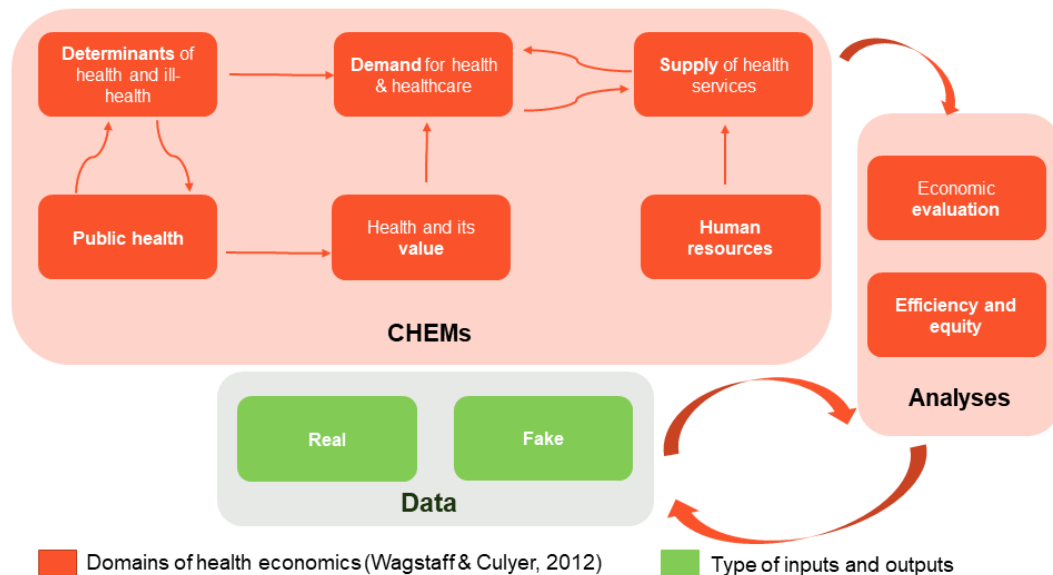 Determinants of
health and ill-
health
Demand for health
& healthcare
Supply of health
services
Public health
Health and its
value
Human
resources
CHEMs
Economic
evaluation
Efficiency and
equity
Analyses
Real
Fake
Data
Domains of health economics (Wagstaff & Culyer, 2012)
Type of inputs and outputs